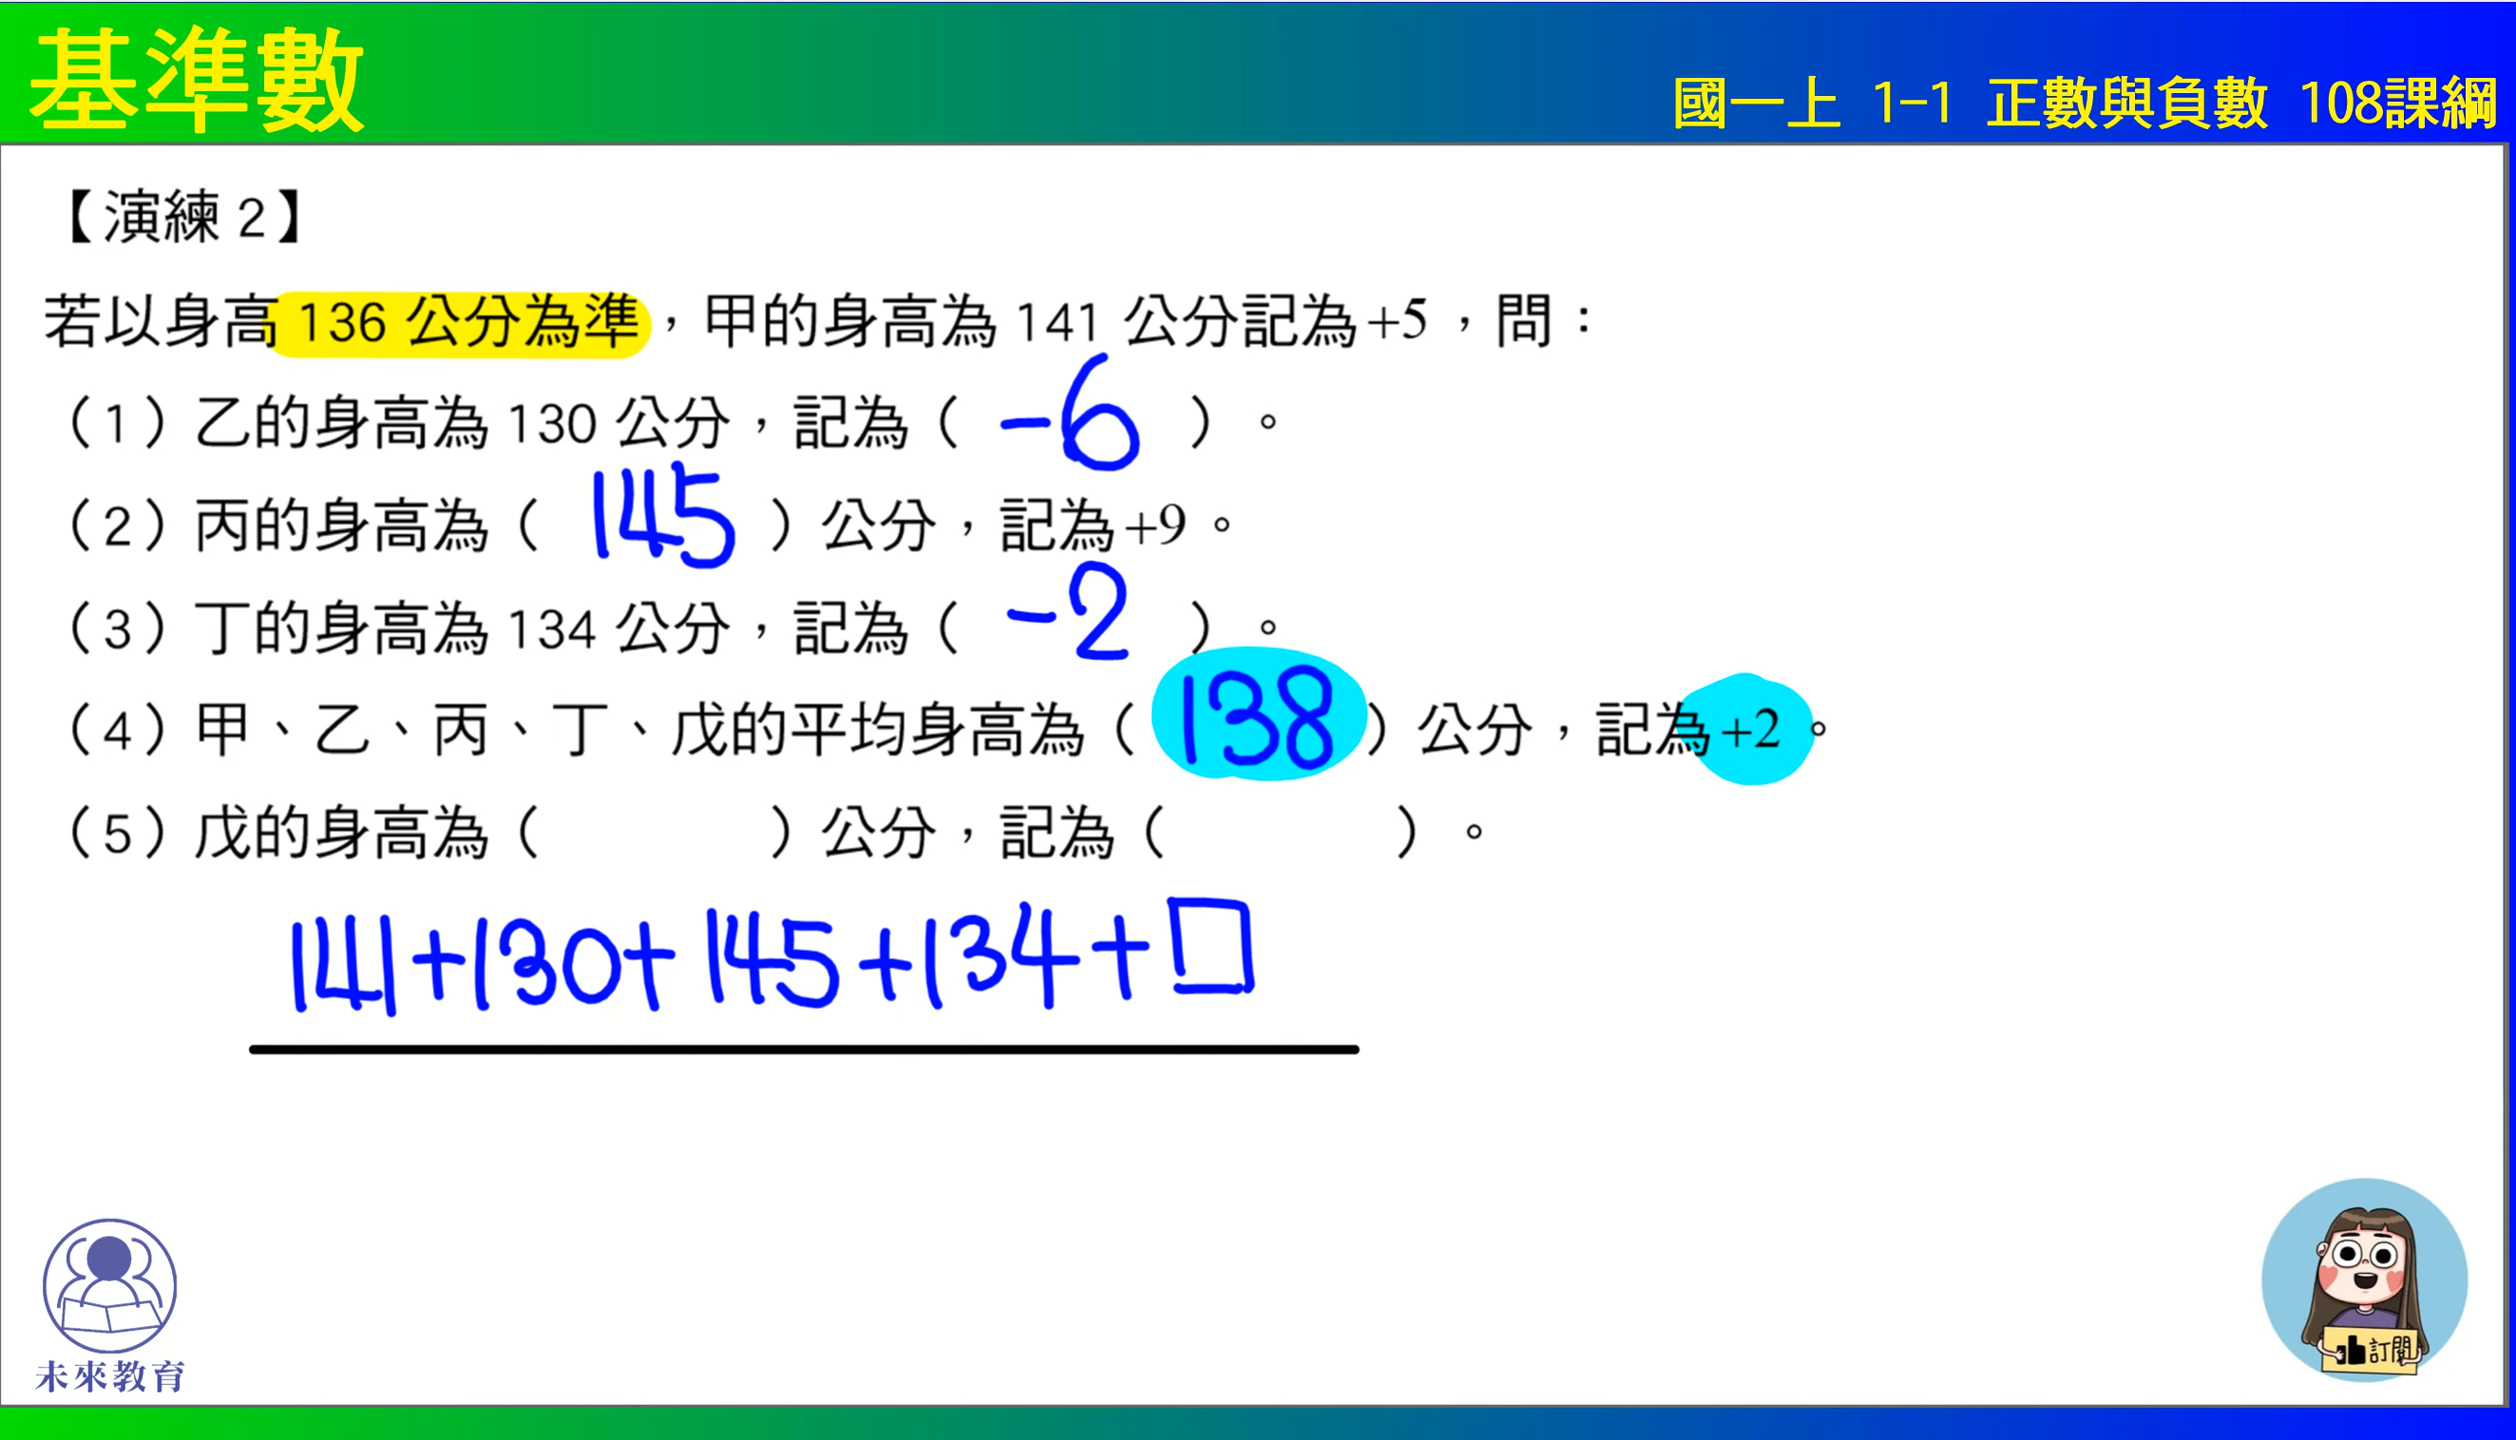 基準數
國一上 1-1 正數與負數 108課綱
【演練 2】
若以身高 136 公分為準，甲的身高為 141 公分記為+5，問：
（1）乙的身高為 130 公分，記為（ -6 ）。
（2）丙的身高為（ 145 ）公分，記為+9。
（3）丁的身高為 134 公分，記為（ -2 ）。
（4）甲、乙、丙、丁、戊的平均身高為（ 138 ）公分，記為+2。
（5）戊的身高為（ ）公分，記為（ ）。
141+130+145+134+□
未來教育
訂閱